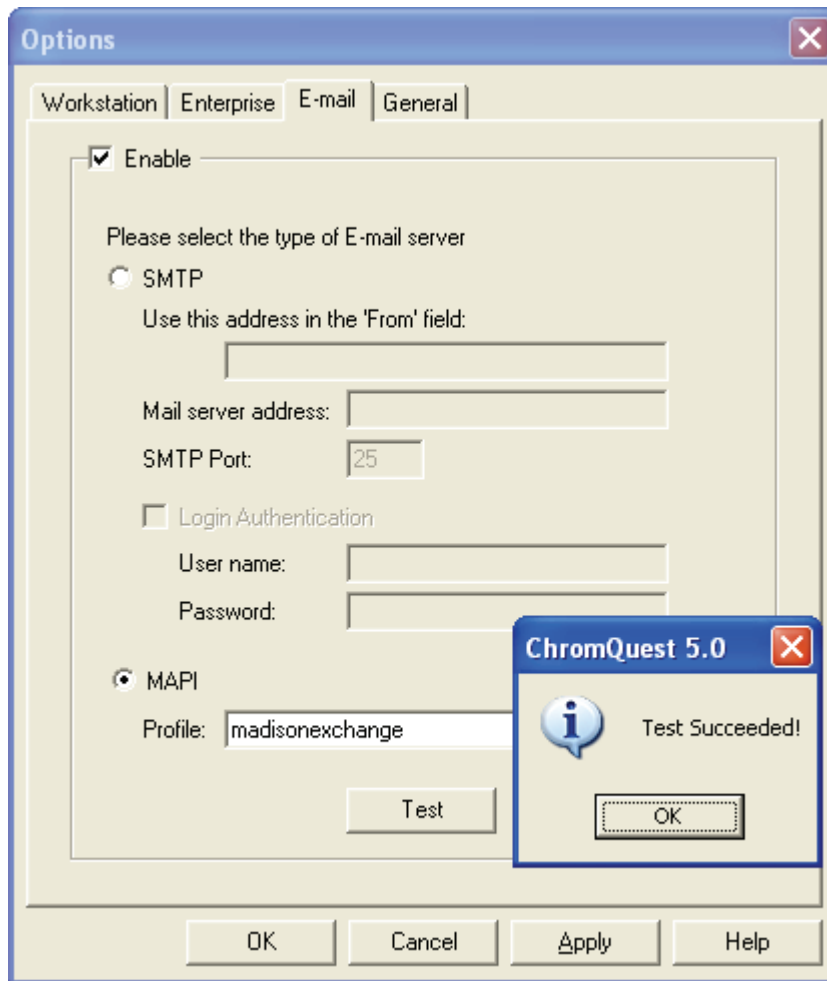 Options
Workstation Enterprise E-mail General
Enable
Please select the type of E-mail server
SMTP
Use this address in the 'From' field:
Mail server address:
SMTP Port: 25
Login Authentication
User name:
Password:
MAPI
Profile: madisonexchange
Test
ChromQuest 5.0
Test Succeeded!
OK
OK Cancel Apply Help